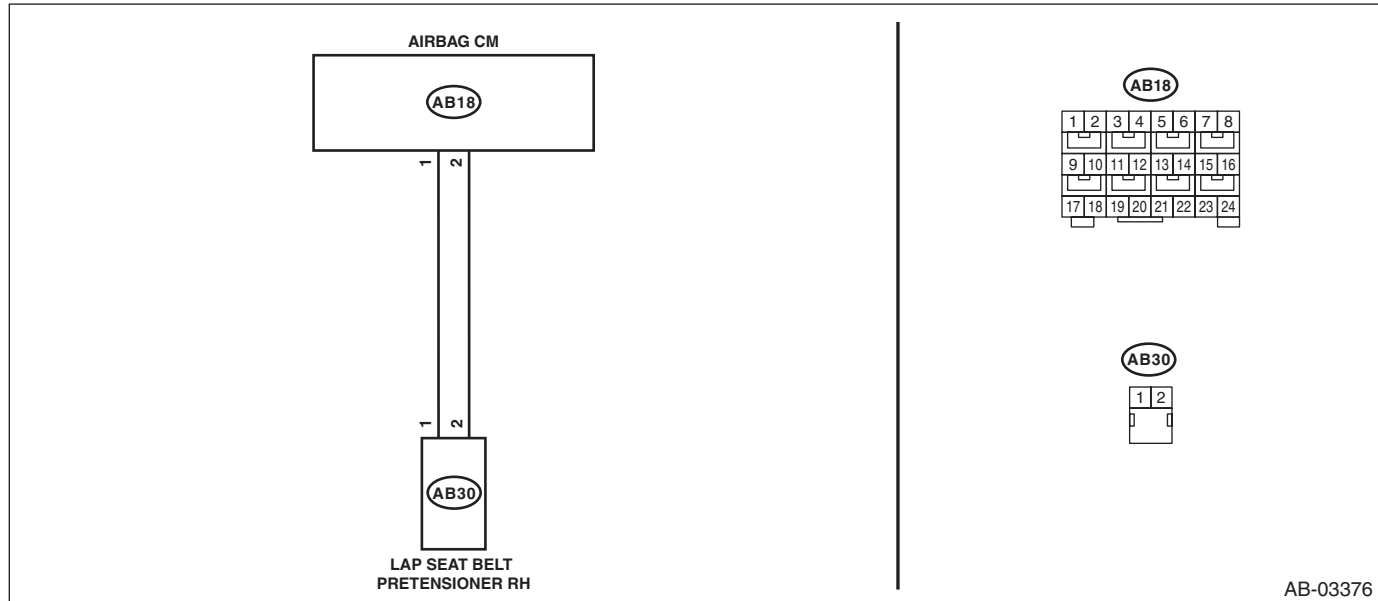 AIRBAG CM
AB18
1 2
1 2
AB30
LAP SEAT BELT
PRETENSIONER RH
AB18
1 2 3 4 5 6 7 8
9 10 11 12 13 14 15 16
17 18 19 20 21 22 23 24
AB30
1 2
AB-03376